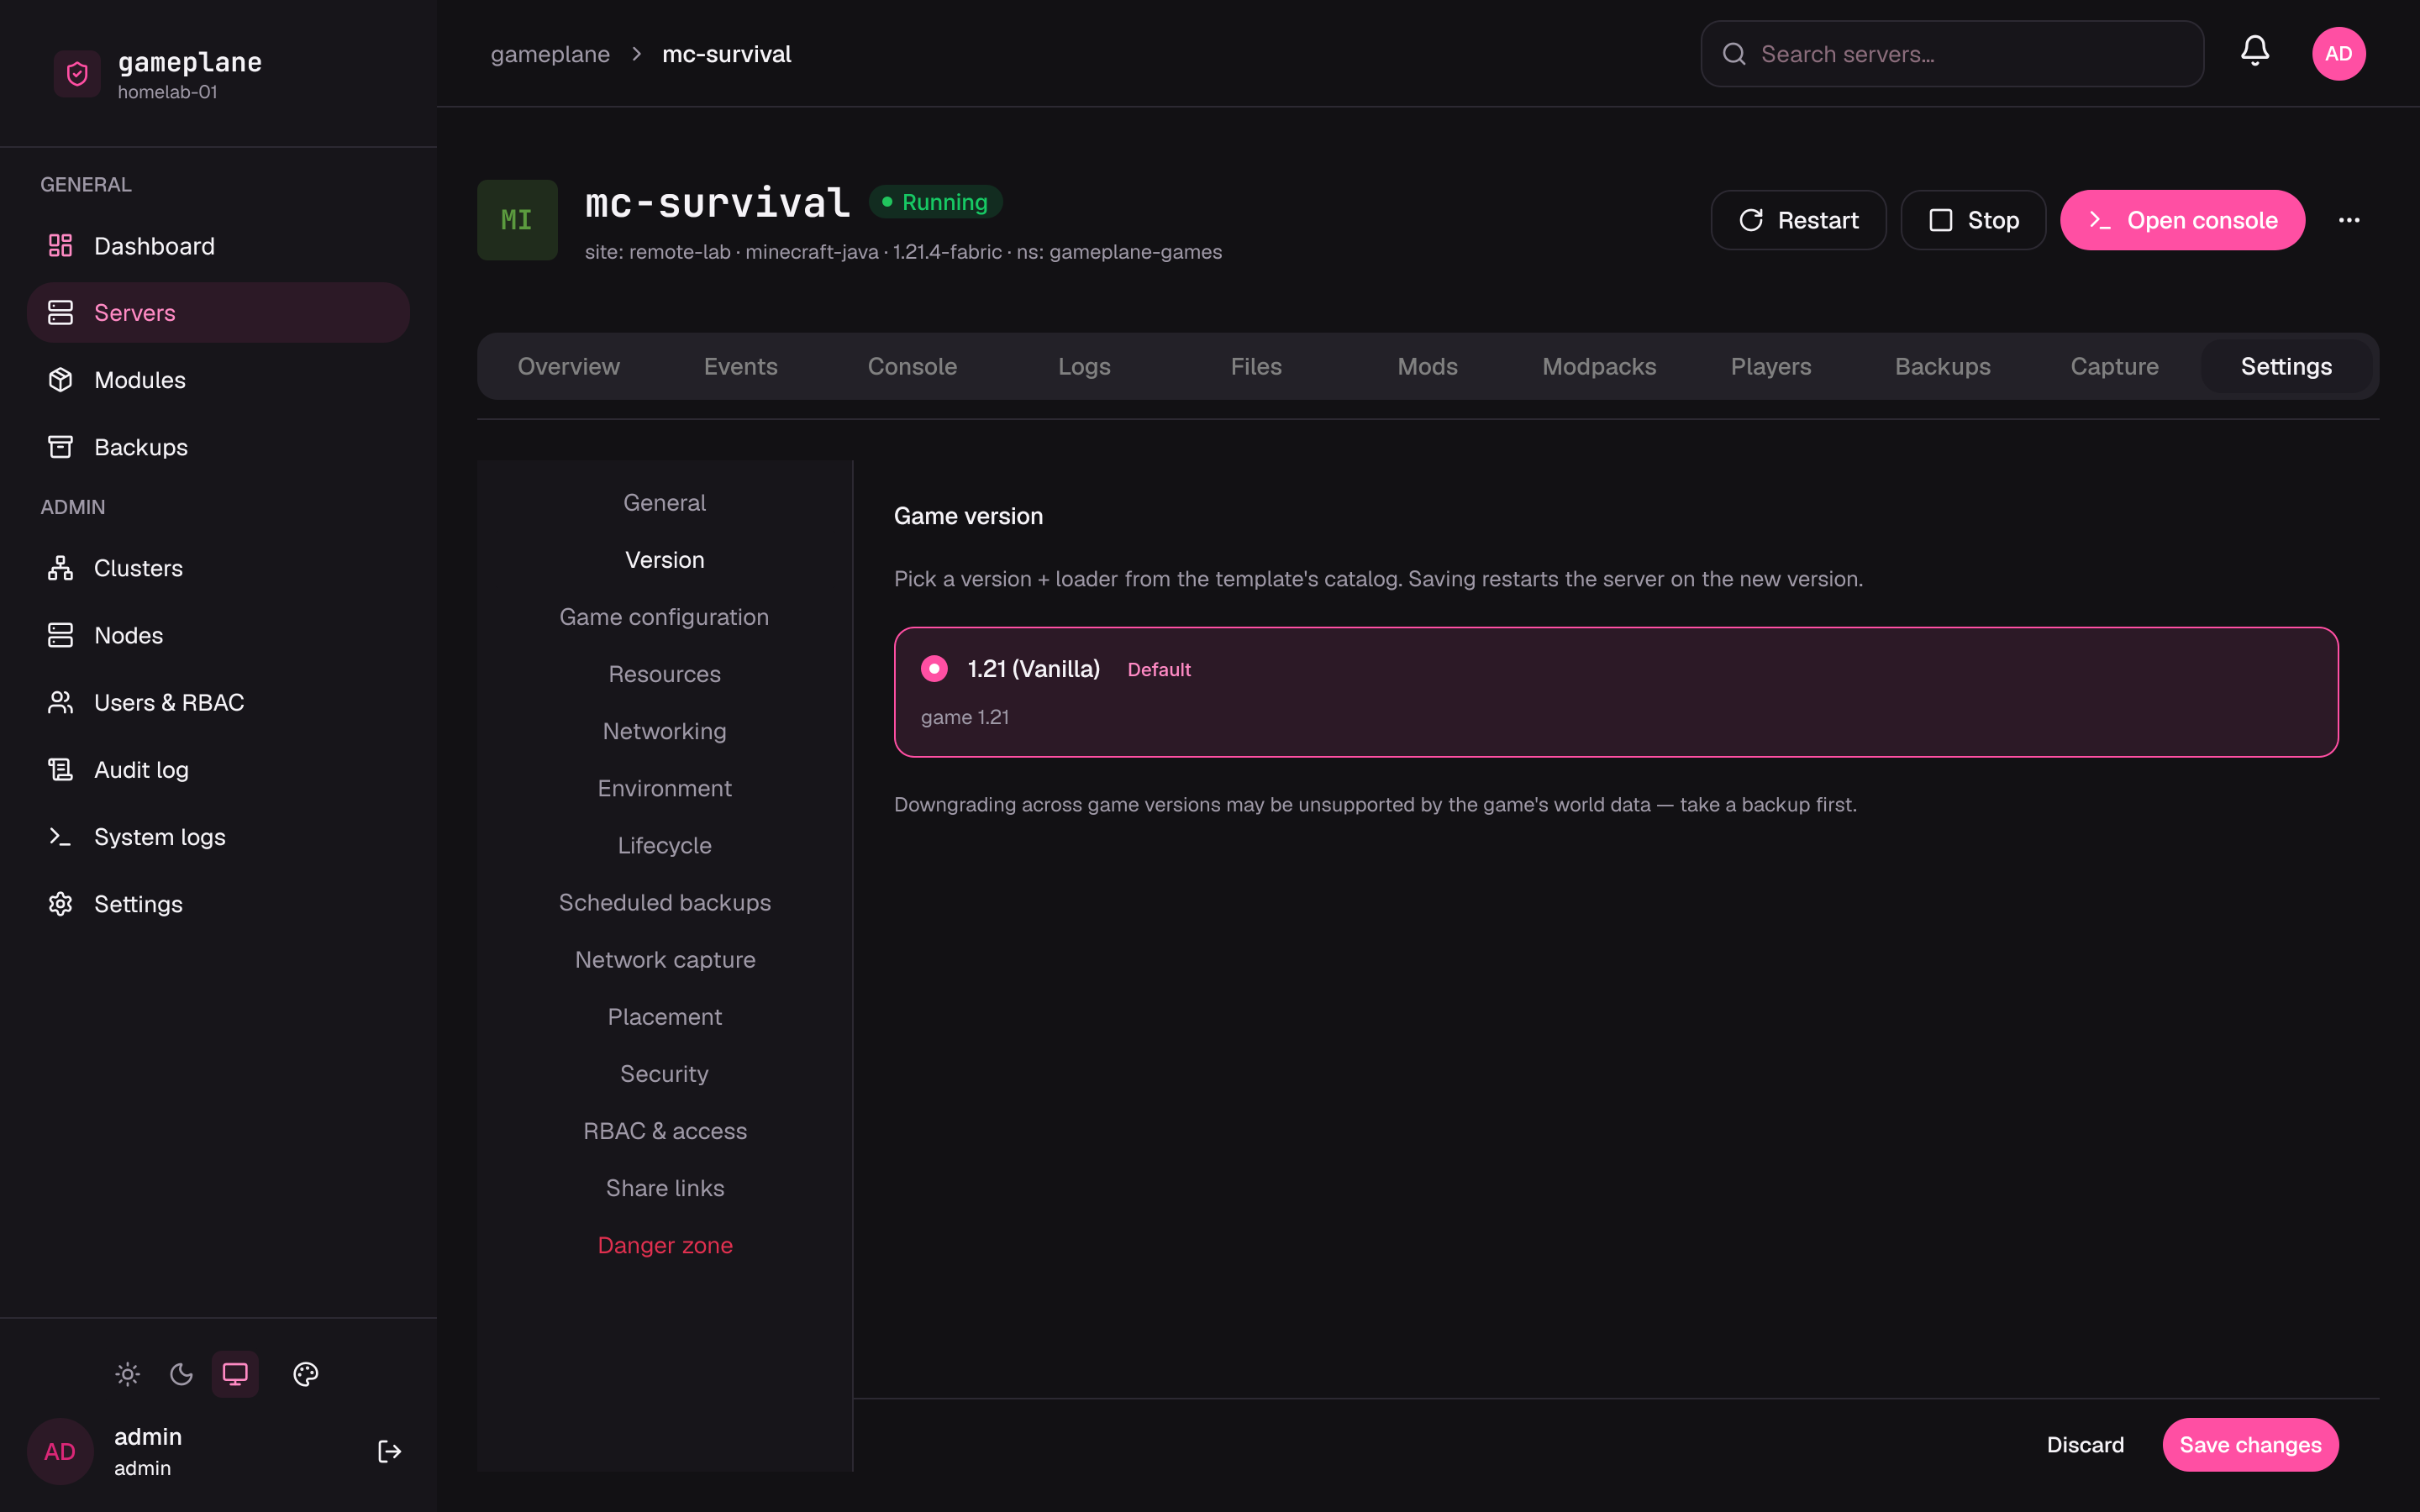 gameplane
homelab-01
GENERAL
Dashboard
Servers
Modules
Backups
ADMIN
Clusters
Nodes
Users & RBAC
Audit log
System logs
Settings
AD
admin
admin
gameplane > mc-survival
Search servers...
AD
MI
mc-survival
Running
site: remote-lab · minecraft-java · 1.21.4-fabric · ns: gameplane-games
Restart
Stop
Open console
Overview
Events
Console
Logs
Files
Mods
Modpacks
Players
Backups
Capture
Settings
General
Version
Game configuration
Resources
Networking
Environment
Lifecycle
Scheduled backups
Network capture
Placement
Security
RBAC & access
Share links
Danger zone
Game version
Pick a version + loader from the template's catalog. Saving restarts the server on the new version.
1.21 (Vanilla) Default
game 1.21
Downgrading across game versions may be unsupported by the game's world data — take a backup first.
Discard
Save changes